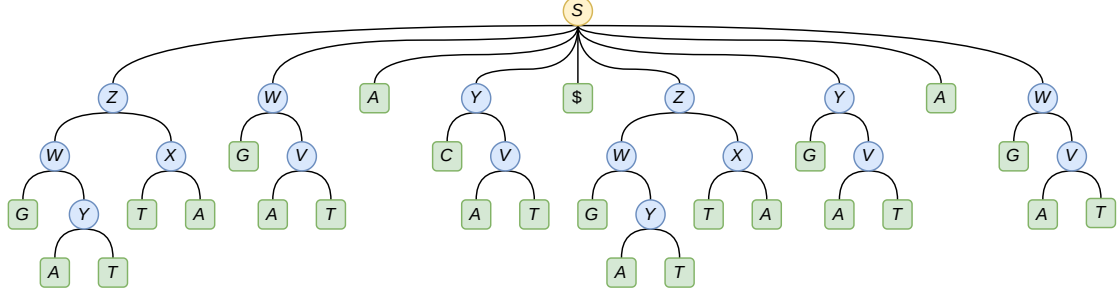 S
Z W A Y $ Z Y A W
W X G V C V W X G V G V
G Y T A A T A T G Y T A A T A T
A T A T